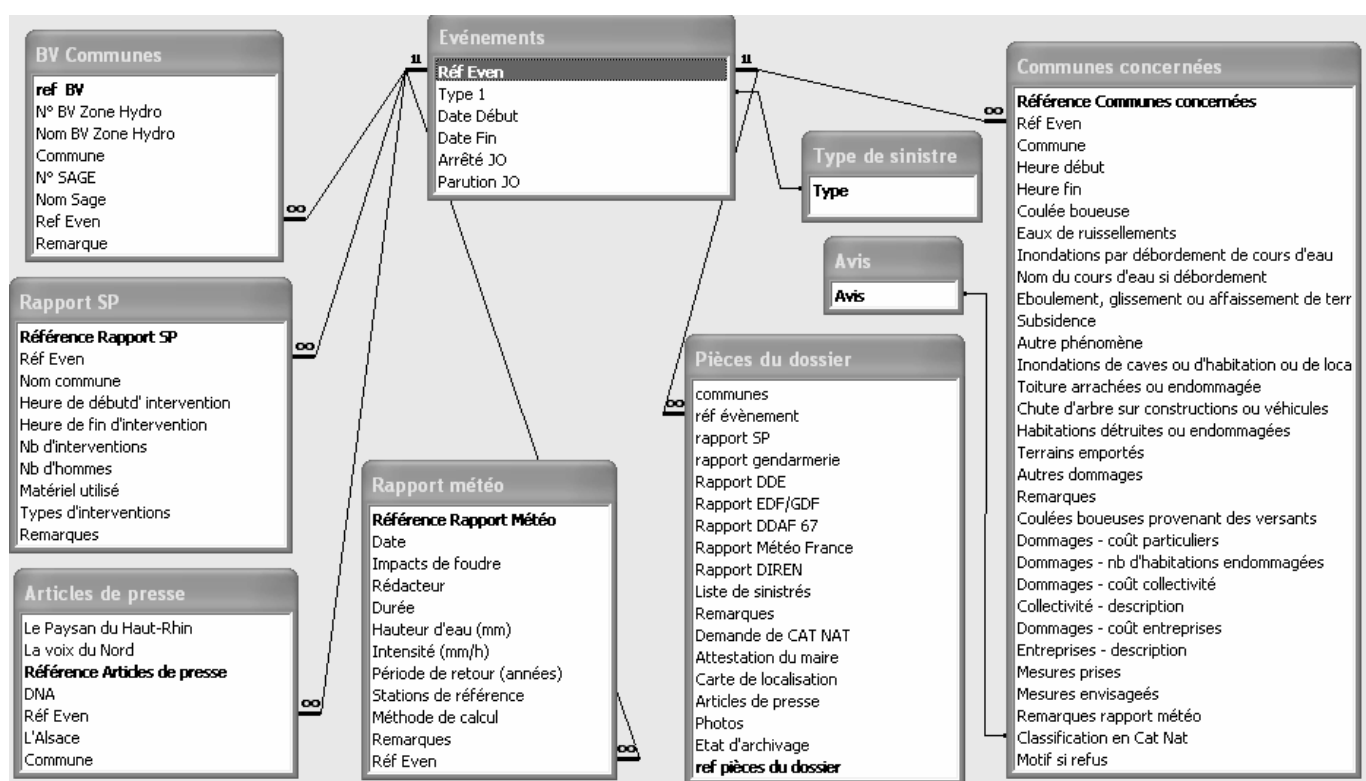 BV Communes
ref BV
N° BV Zone Hydro
Nom BV Zone Hydro
Commune
N° SAGE
Nom Sage
Ref Even
Remarque
Evénements
Réf Even
Type 1
Date Début
Date Fin
Arrêté JO
Parution JO
Type de sinistre
Type
Avis
Avis
Communes concernées
Référence Communes concernées
Réf Even
Commune
Heure début
Heure fin
Coulée boueuse
Eaux de ruissellements
Inondations par débordement de cours d'eau
Nom du cours d'eau si débordement
Eboulement, glissement ou affaissement de terr
Subsidence
Autre phénomène
Inondations de caves ou d'habitation ou de loca
Toiture arrachées ou endommagée
Chute d'arbre sur constructions ou véhicules
Habitations détruites ou endommagées
Terrains emportés
Autres dommages
Remarques
Coulées boueuses provenant des versants
Dommages - coût particuliers
Dommages - nb d'habitations endommagées
Dommages - coût collectivité
Collectivité - description
Dommages - coût entreprises
Entreprises - description
Mesures prises
Mesures envisageés
Remarques rapport météo
Classification en Cat Nat
Motif si refus
Rapport SP
Référence Rapport SP
Réf Even
Nom commune
Heure de débutd' intervention
Heure de fin d'intervention
Nb d'interventions
Nb d'hommes
Matériel utilisé
Types d'interventions
Remarques
Articles de presse
Le Paysan du Haut-Rhin
La voix du Nord
Référence Articles de presse
DNA
Réf Even
L'Alsace
Commune
Rapport météo
Référence Rapport Météo
Date
Impacts de foudre
Rédacteur
Durée
Hauteur d'eau (mm)
Intensité (mm/h)
Période de retour (années)
Stations de référence
Méthode de calcul
Remarques
Réf Even
Pièces du dossier
communes
réf évènement
rapport SP
rapport gendarmerie
Rapport DDE
Rapport EDF/GDF
Rapport DDAF 67
Rapport Météo France
Rapport DIREN
Liste de sinistrés
Remarques
Demande de CAT NAT
Attestation du maire
Carte de localisation
Articles de presse
Photos
Etat d'archivage
ref pièces du dossier
1
1
∞
∞
∞
∞
∞
∞